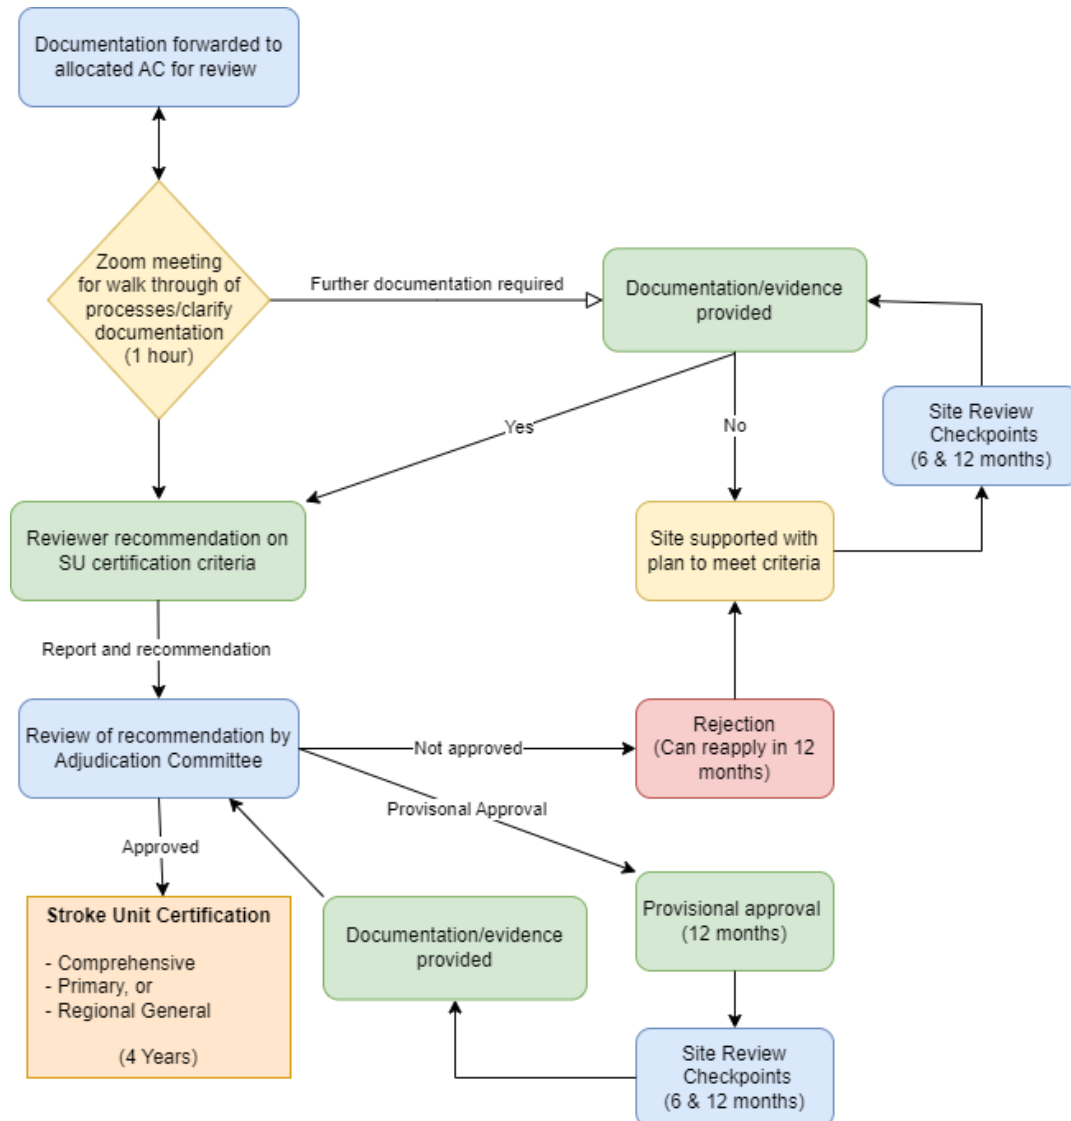 Documentation forwarded to
allocated AC for review
Zoom meeting
for walk through of
processes/clarify
documentation
(1 hour)
Further documentation required
Documentation/evidence
provided
Yes
No
Site Review
Checkpoints
(6 & 12 months)
Reviewer recommendation on
SU certification criteria
Site supported with
plan to meet criteria
Report and recommendation
Review of recommendation by
Adjudication Committee
Not approved
Rejection
(Can reapply in 12
months)
Provisonal Approval
Approved
Stroke Unit Certification
- Comprehensive
- Primary, or
- Regional General
(4 Years)
Documentation/evidence
provided
Provisional approval
(12 months)
Site Review
Checkpoints
(6 & 12 months)